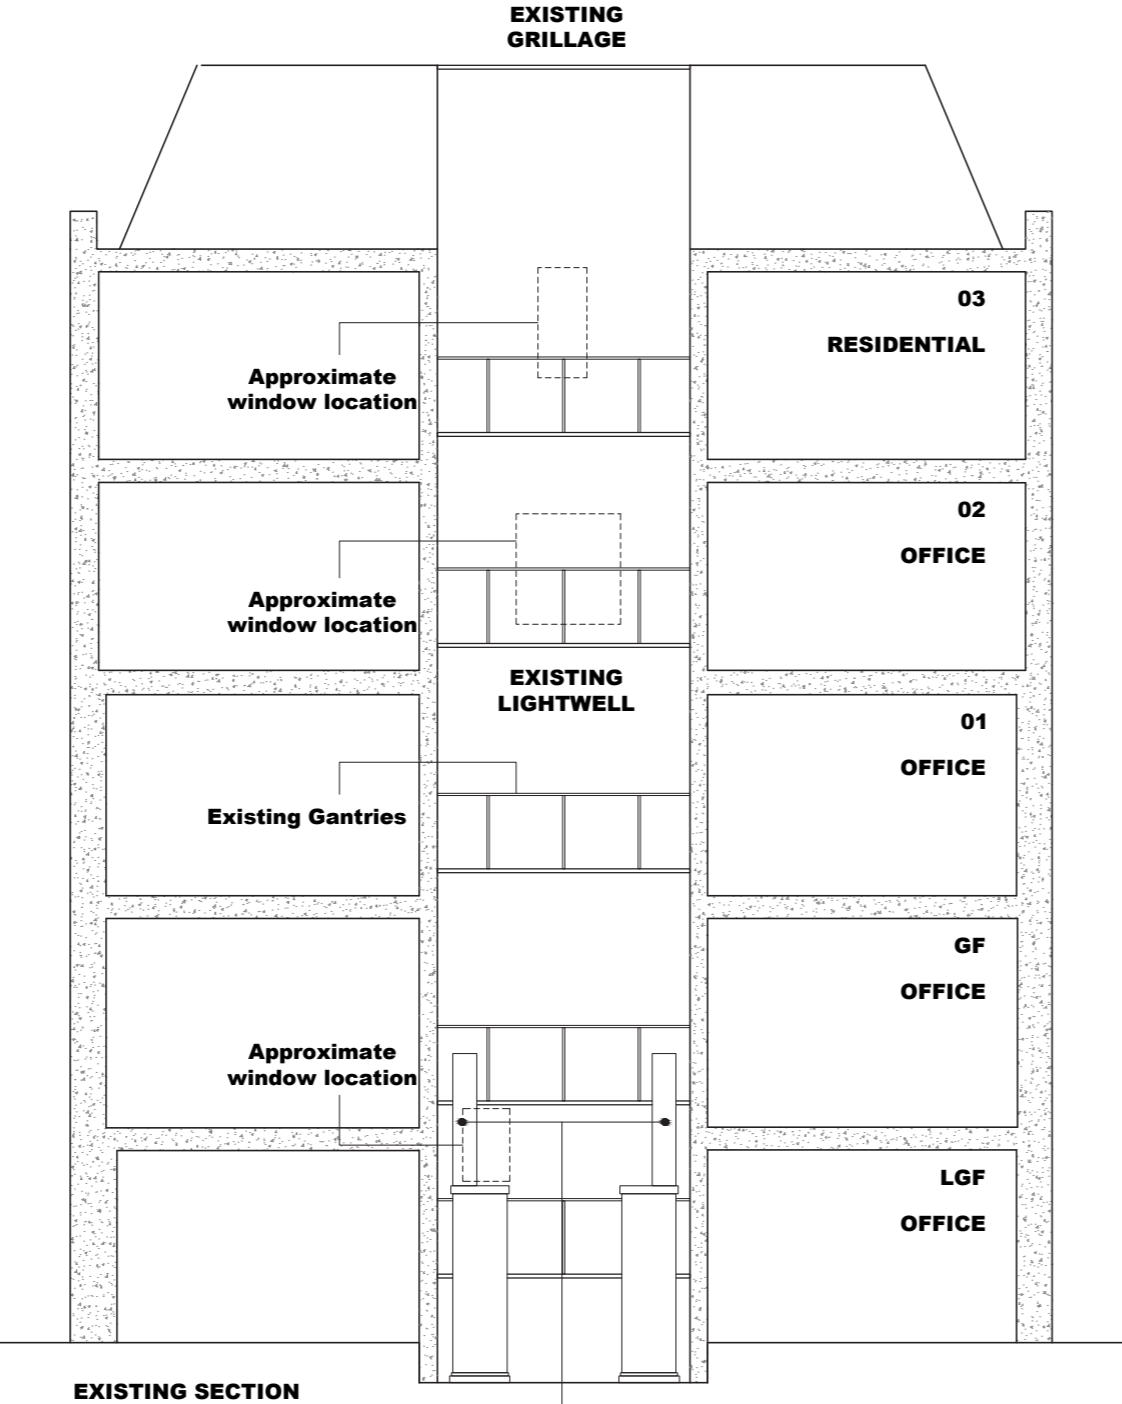 EXISTING
GRILLAGE
03
RESIDENTIAL
Approximate
window location
02
OFFICE
Approximate
window location
EXISTING
LIGHTWELL
01
OFFICE
Existing Gantries
GF
OFFICE
Approximate
window location
LGF
OFFICE
EXISTING SECTION